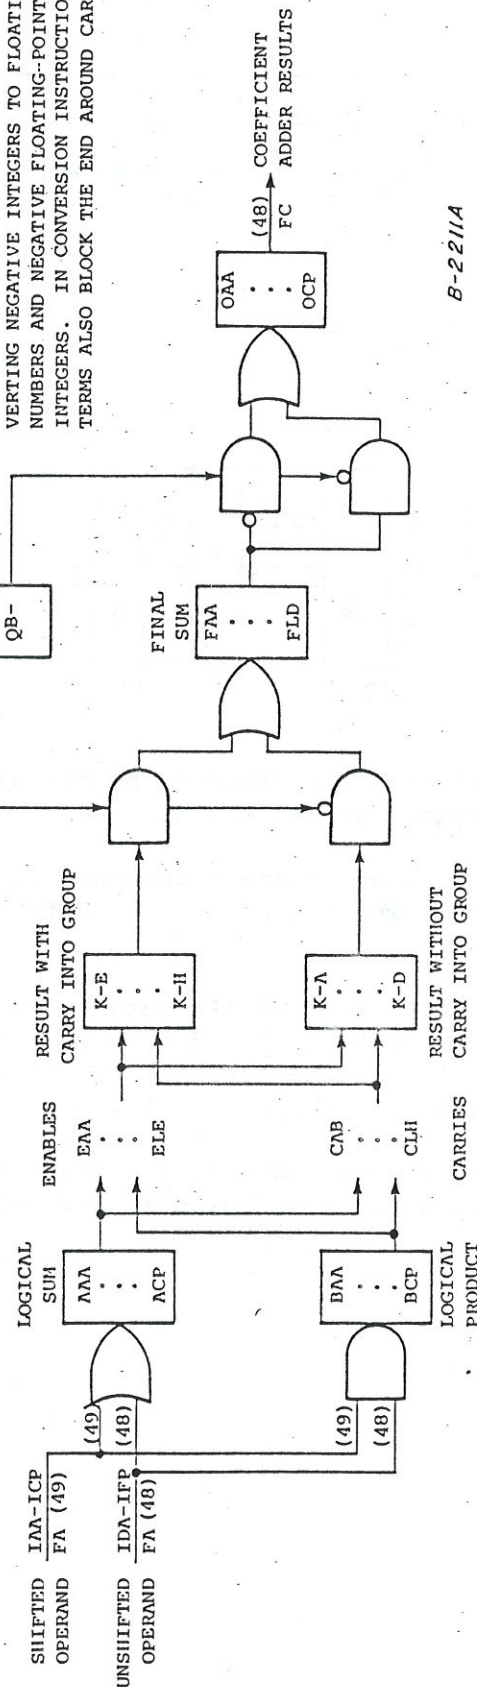 VERTING NEGATIVE INTEGERS TO FLOATI
NUMBERS AND NEGATIVE FLOATING-POINT
INTEGERS. IN CONVERSION INSTRUCTIO
TERMS ALSO BLOCK THE END AROUND CAR
SHIFTED IAA-ICP
OPERAND FA (49)
UNSHIFTED IDA-IFP
OPERAND FA (48)
(49)
(48)
(49)
(48)
LOGICAL
SUM
AAA
ACP
BAA
BCP
LOGICAL
PRODUCT
ENABLES
EAA
ELE
CAB
CLH
CARRIES
RESULT WITH
CARRY INTO GROUP
K-E
K-H
K-A
K-D
RESULT WITHOUT
CARRY INTO GROUP
FINAL
SUM
FAA
FLD
QB-
OAA
OCP
(48)
FC
COEFFICIENT
ADDER RESULTS
B-2211A